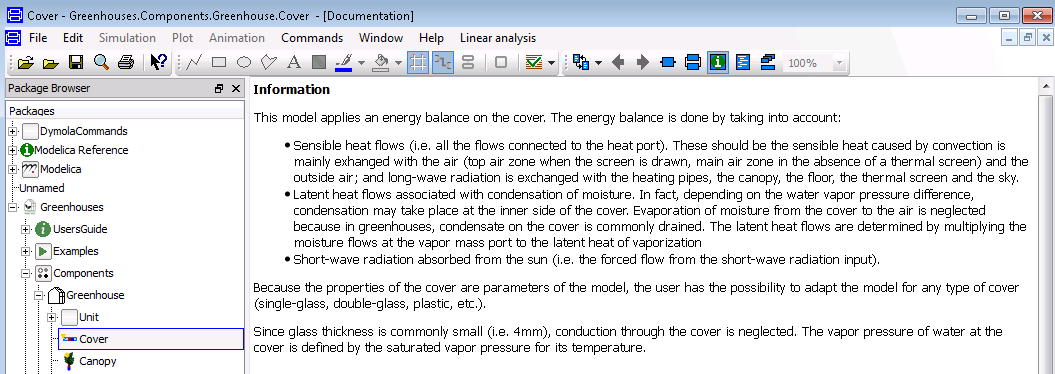 Cover - Greenhouses.Components.Greenhouse.Cover - [Documentation]
File Edit Simulation Plot Animation Commands Window Help Linear analysis
100%
Package Browser
Packages
DymolaCommands
Modelica Reference
Modelica
Unnamed
Greenhouses
UsersGuide
Examples
Components
Greenhouse
Unit
Cover
Canopy
Information
This model applies an energy balance on the cover. The energy balance is done by taking into account:
Sensible heat flows (i.e. all the flows connected to the heat port). These should be the sensible heat caused by convection is
mainly exhanged with the air (top air zone when the screen is drawn, main air zone in the absence of a thermal screen) and the
outside air; and long-wave radiation is exchanged with the heating pipes, the canopy, the floor, the thermal screen and the sky.
Latent heat flows associated with condensation of moisture. In fact, depending on the water vapor pressure difference,
condensation may take place at the inner side of the cover. Evaporation of moisture from the cover to the air is neglected
because in greenhouses, condensate on the cover is commonly drained. The latent heat flows are determined by multiplying the
moisture flows at the vapor mass port to the latent heat of vaporization
Short-wave radiation absorbed from the sun (i.e. the forced flow from the short-wave radiation input).
Because the properties of the cover are parameters of the model, the user has the possibility to adapt the model for any type of cover
(single-glass, double-glass, plastic, etc.).
Since glass thickness is commonly small (i.e. 4mm), conduction through the cover is neglected. The vapor pressure of water at the
cover is defined by the saturated vapor pressure for its temperature.